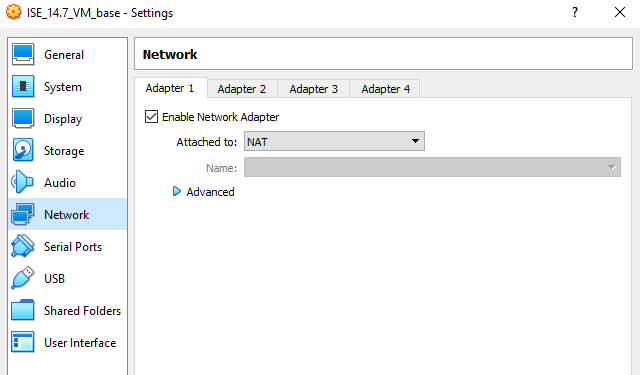 ISE_14.7_VM_base - Settings
?
General
System
Display
Storage
Audio
Network
Serial Ports
USB
Shared Folders
User Interface
Network
Adapter 1 Adapter 2 Adapter 3 Adapter 4
Enable Network Adapter
Attached to: NAT
Name:
Advanced